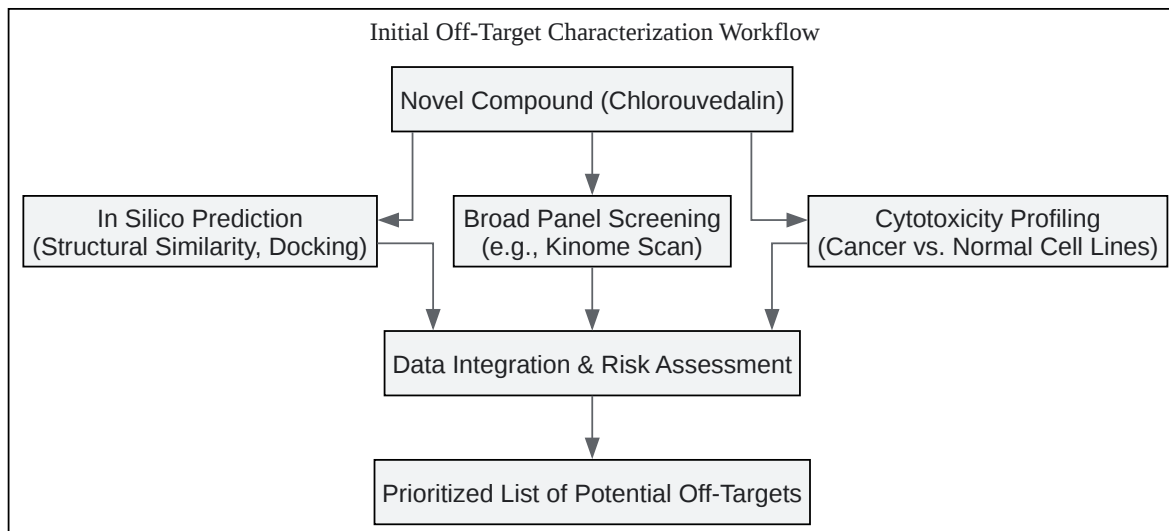 Initial Off-Target Characterization Workflow
Novel Compound (Chlorouvedalin)
In Silico Prediction
(Structural Similarity, Docking)
Broad Panel Screening
(e.g., Kinome Scan)
Cytotoxicity Profiling
(Cancer vs. Normal Cell Lines)
Data Integration & Risk Assessment
Prioritized List of Potential Off-Targets